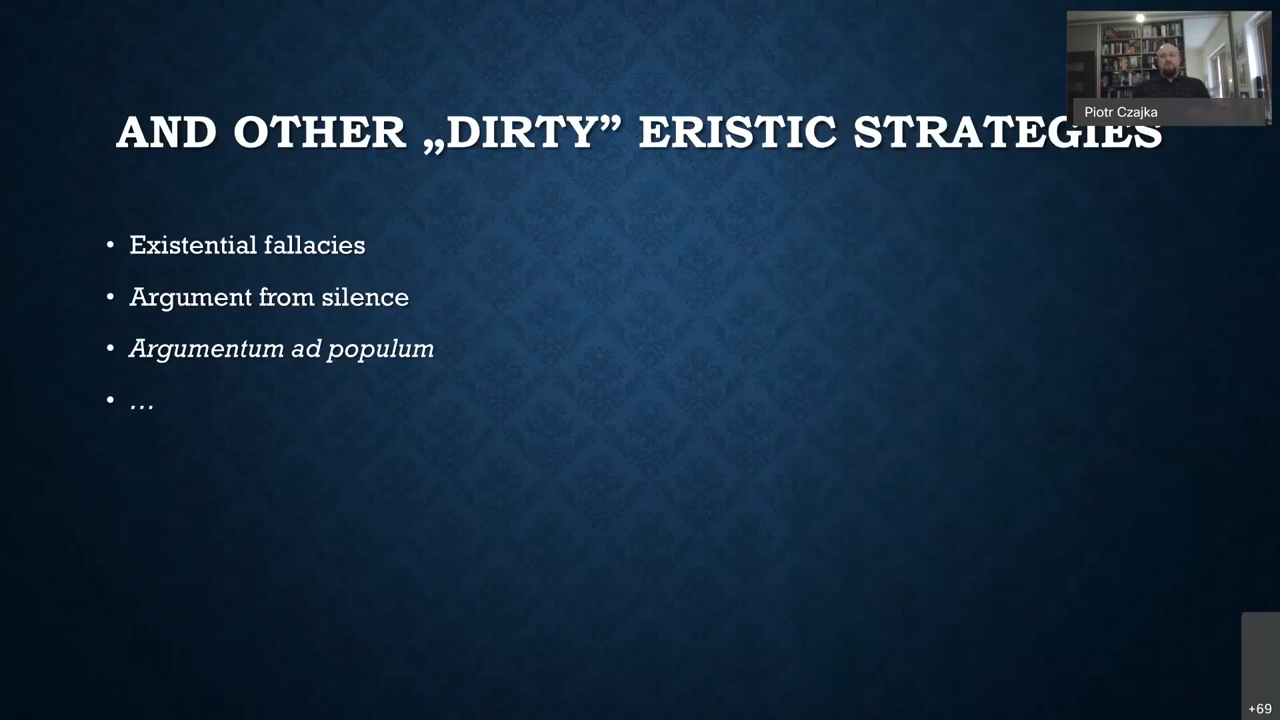 Piotr Czajka
AND OTHER „DIRTY” ERISTIC STRATEGIES
• Existential fallacies
• Argument from silence
• Argumentum ad populum
• …
+69